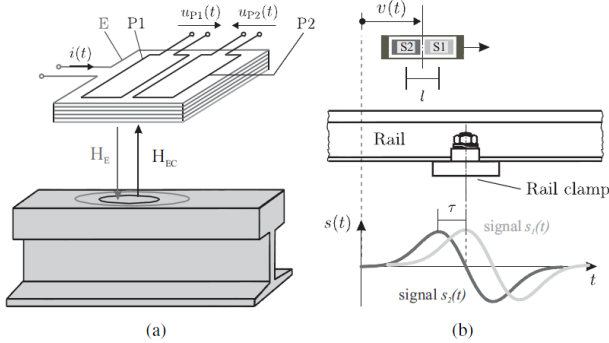 E P1
u_P1(t) u_P2(t)
P2
i(t)
H_E
H_EC
(a)
v(t)
S2 S1
l
Rail
Rail clamp
s(t)
τ
signal s_1(t)
signal s_2(t)
t
(b)